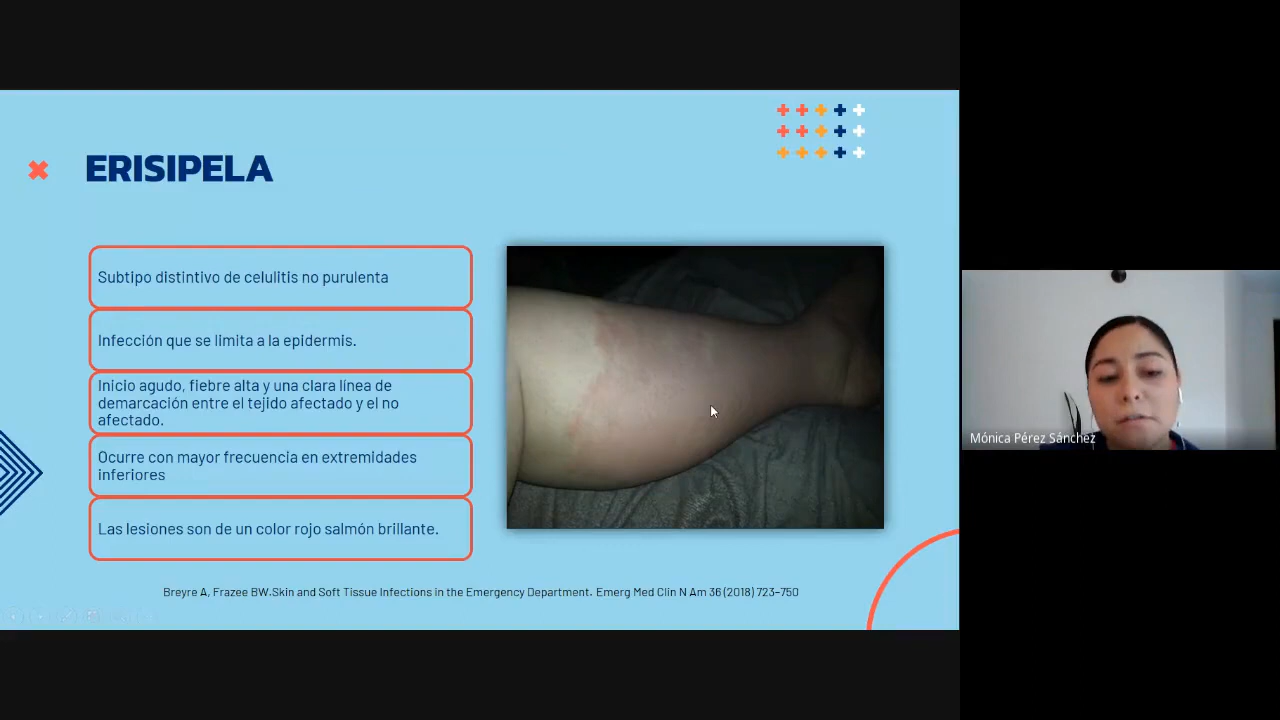 ERISIPELA
Subtipo distintivo de celulitis no purulenta
Infección que se limita a la epidermis.
Inicio agudo, fiebre alta y una clara línea de
demarcación entre el tejido afectado y el no
afectado.
Ocurre con mayor frecuencia en extremidades
inferiores
Las lesiones son de un color rojo salmón brillante.
Breyre A, Frazee BW.Skin and Soft Tissue Infections in the Emergency Department. Emerg Med Clin N Am 36 (2018) 723–750
Mónica Pérez Sánchez